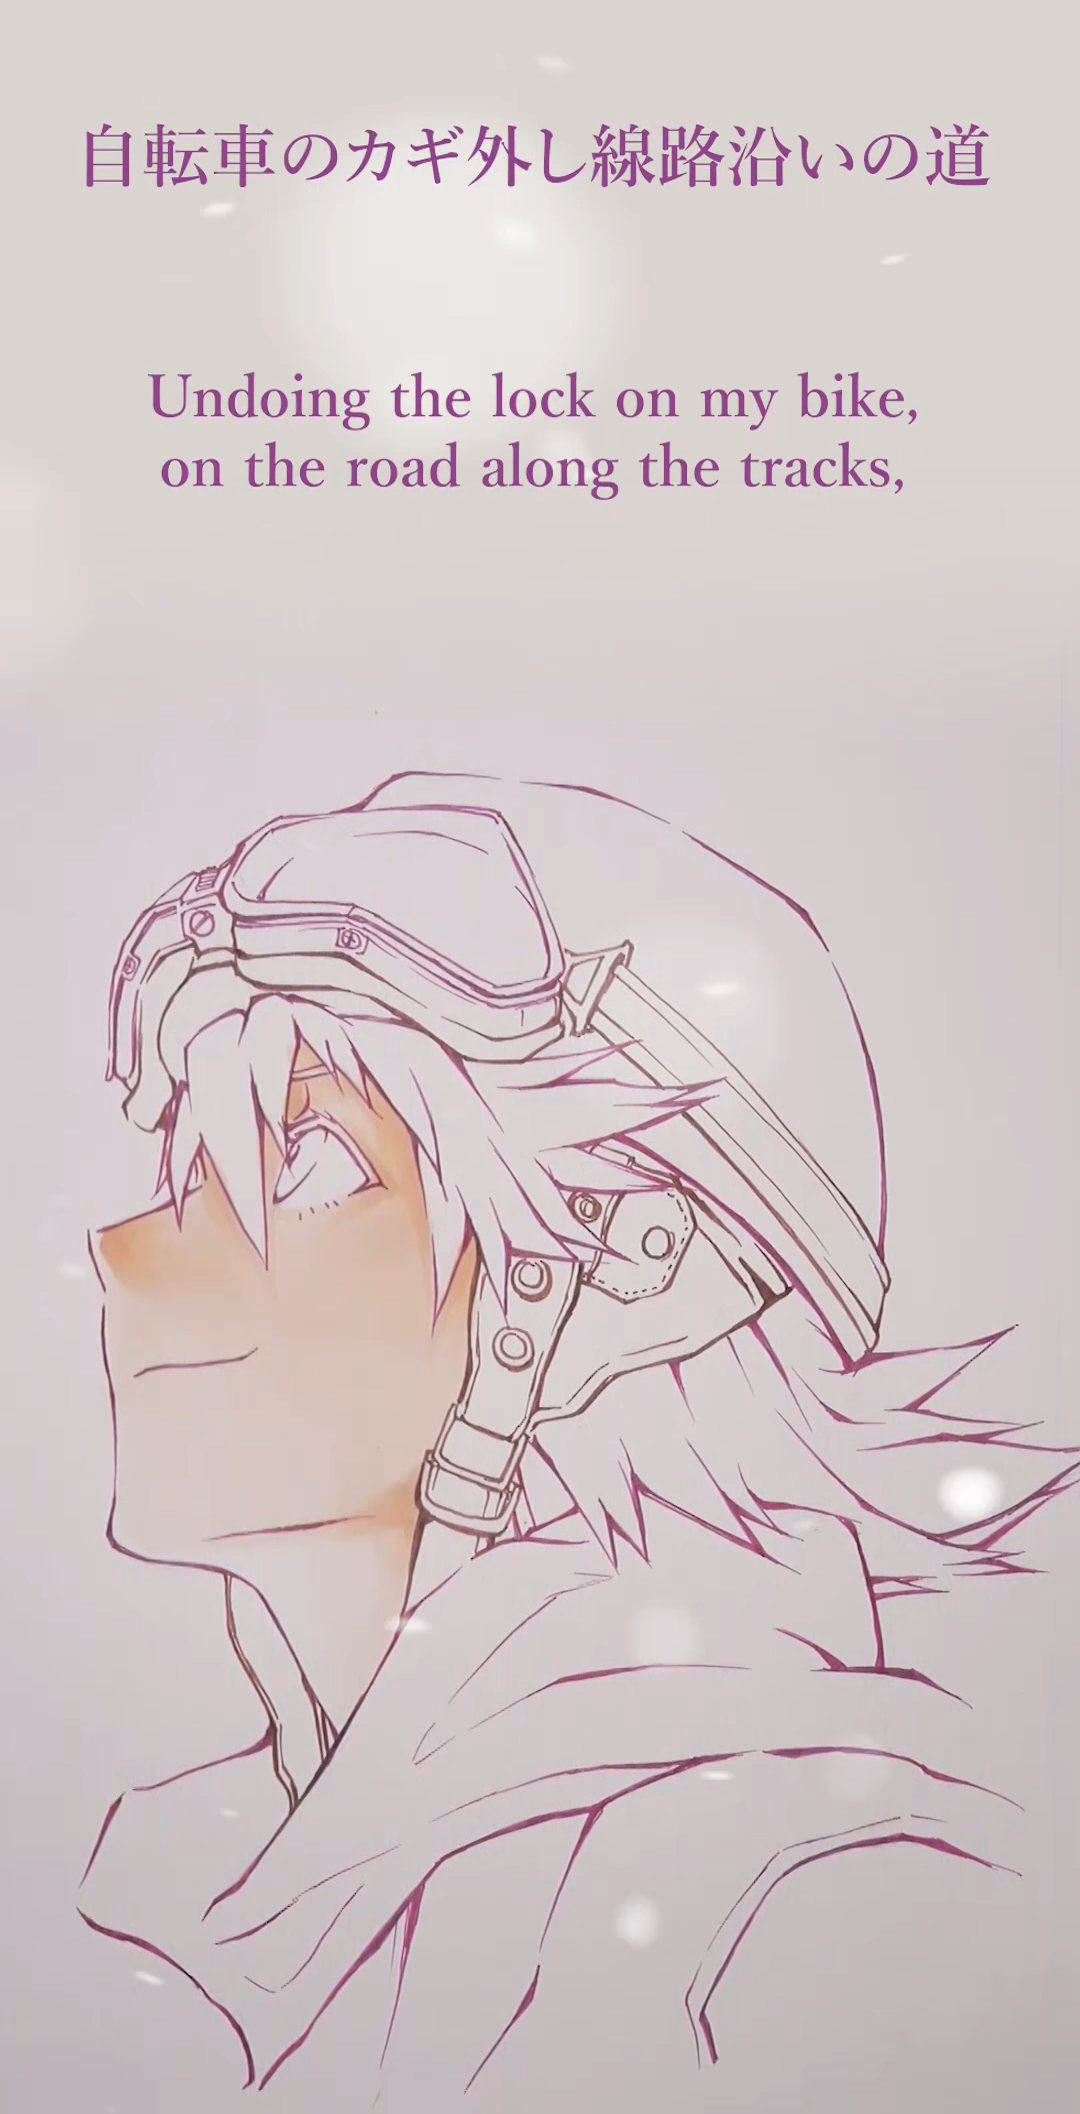 自転車のカギ外し線路沿いの道
Undoing the lock on my bike,
on the road along the tracks,